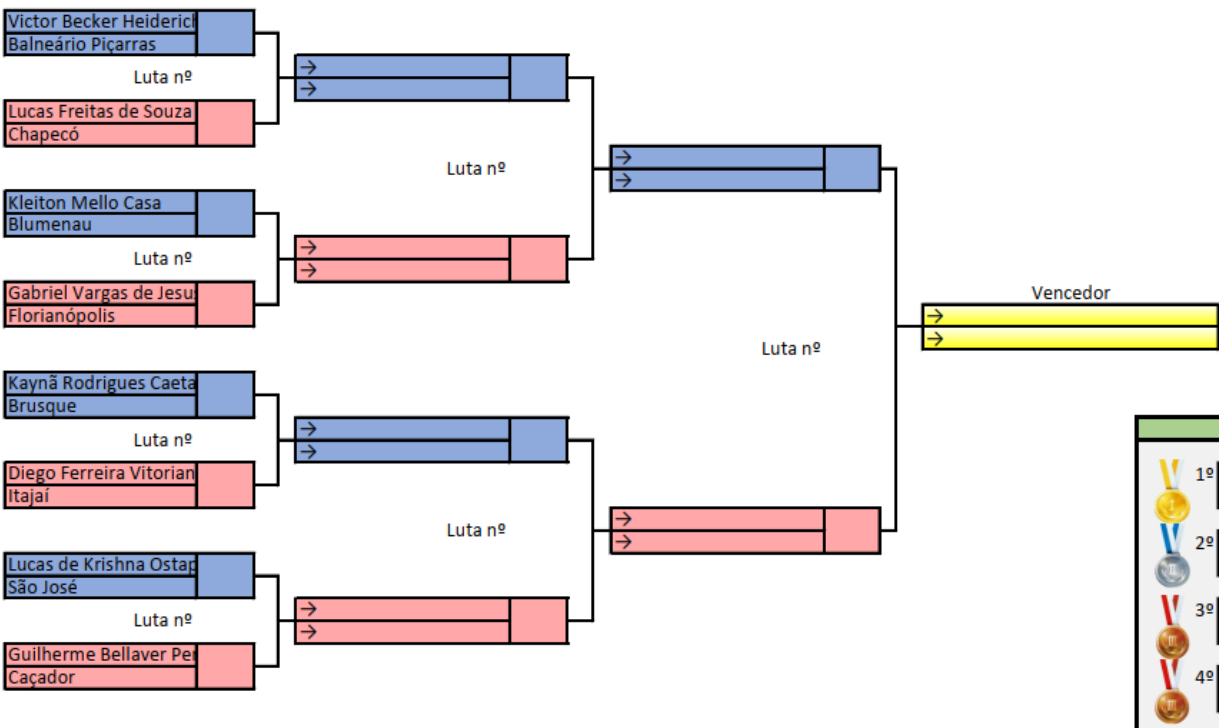 Victor Becker Heiderich
Balneário Piçarras
Luta nº
Lucas Freitas de Souza
Chapecó
Kleiton Mello Casa
Blumenau
Luta nº
Gabriel Vargas de Jesus
Florianópolis
Kaynã Rodrigues Caeta
Brusque
Luta nº
Diego Ferreira Vitorian
Itajaí
Lucas de Krishna Ostap
São José
Luta nº
Guilherme Bellaver Per
Caçador
→
→
Luta nº
→
→
→
→
Luta nº
→
→
→
→
Luta nº
→
→
Vencedor
→
→
1º
2º
3º
4º